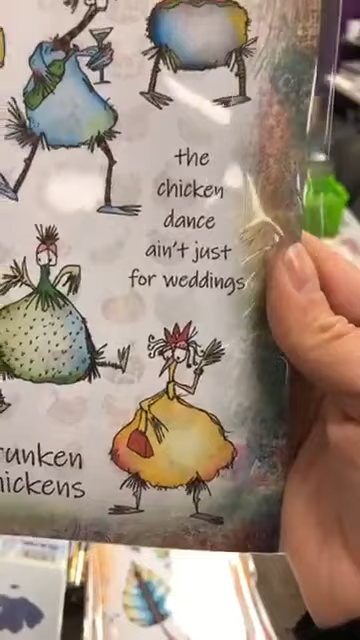 the
chicken
dance
ain't just
for weddings
runken
hickens